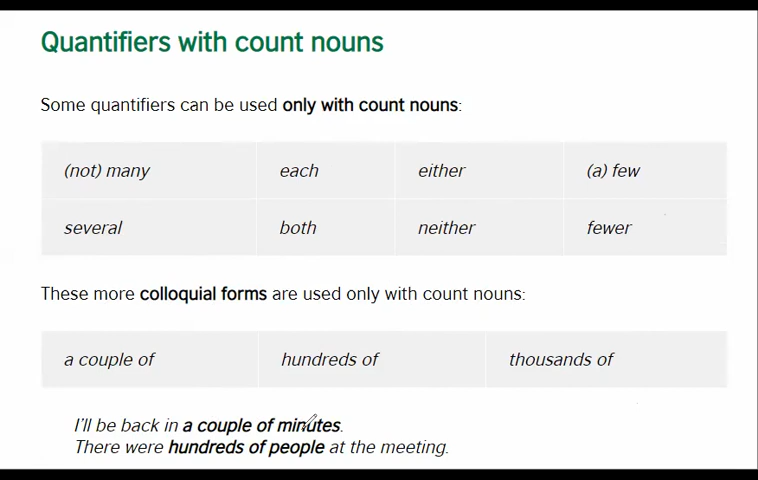 Quantifiers with count nouns
Some quantifiers can be used only with count nouns:
(not) many each either (a) few
several both neither fewer
These more colloquial forms are used only with count nouns:
a couple of hundreds of thousands of
I'll be back in a couple of minutes.
There were hundreds of people at the meeting.